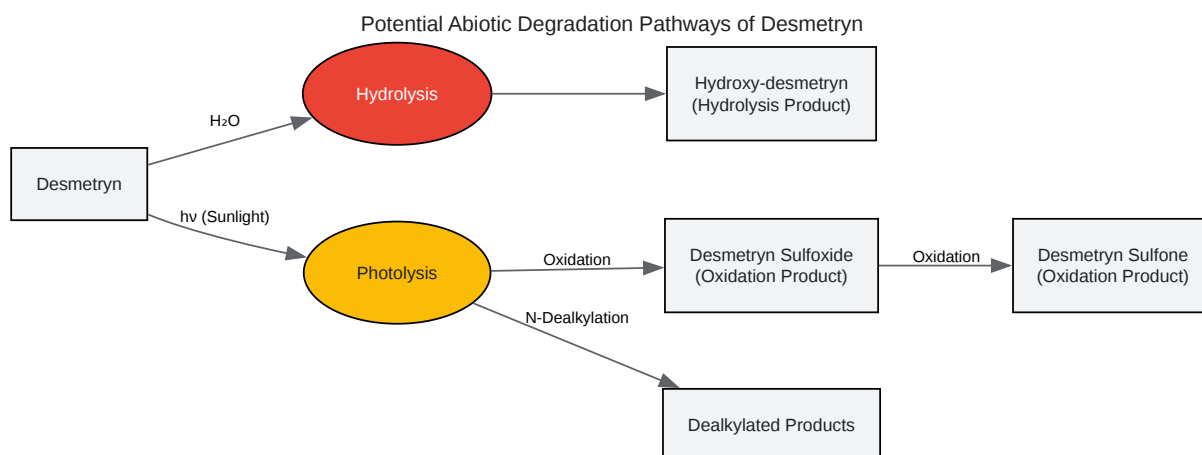 Potential Abiotic Degradation Pathways of Desmetryn
Hydrolysis
Hydroxy-desmetryn
(Hydrolysis Product)
H₂O
Desmetryn
hν (Sunlight)
Photolysis
Oxidation
Desmetryn Sulfoxide
(Oxidation Product)
Oxidation
Desmetryn Sulfone
(Oxidation Product)
N-Dealkylation
Dealkylated Products